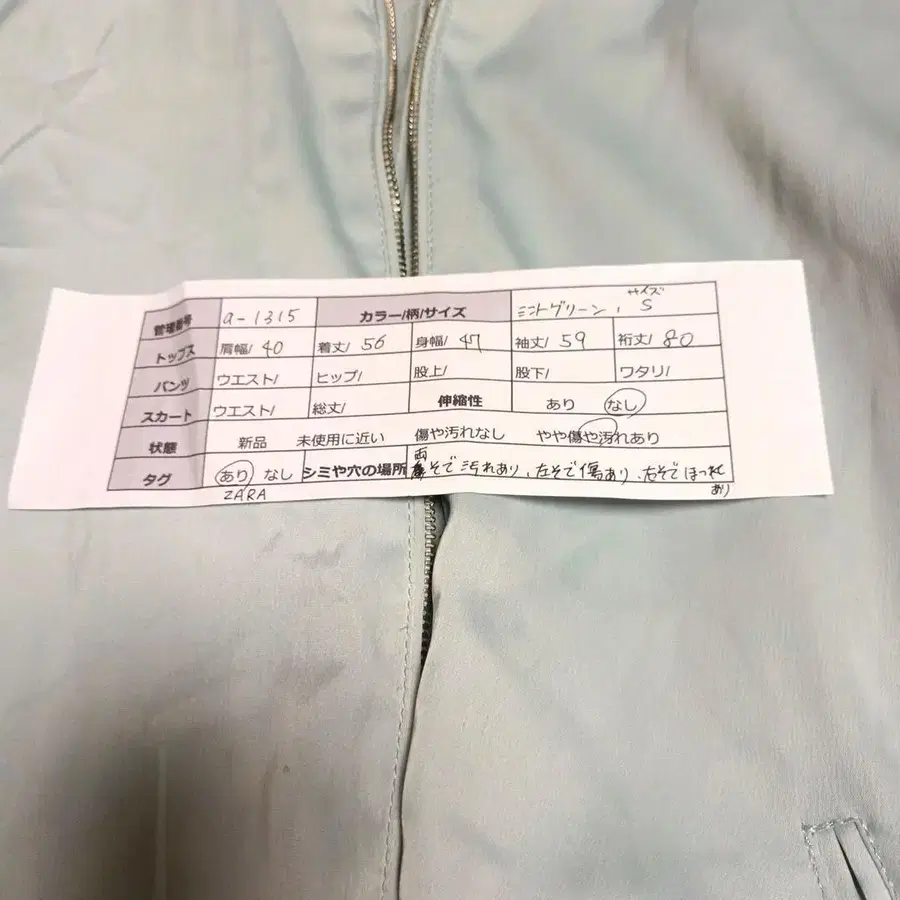 管理番号 a-1315 カラー/柄/サイズ ミントグリーン, サイズ S
トップス 肩幅/ 40 着丈/ 56 身幅/ 47 袖丈/ 59 裄丈/ 80
パンツ ウエスト/ ヒップ/ 股上/ 股下/ ワタリ/
スカート ウエスト/ 総丈/ 伸縮性 あり なし
状態 新品 未使用に近い 傷や汚れなし やや傷や汚れあり
タグ あり なし シミや穴の場所 両そで汚れあり、左そで傷あり、左そでほつれあり
ZARA